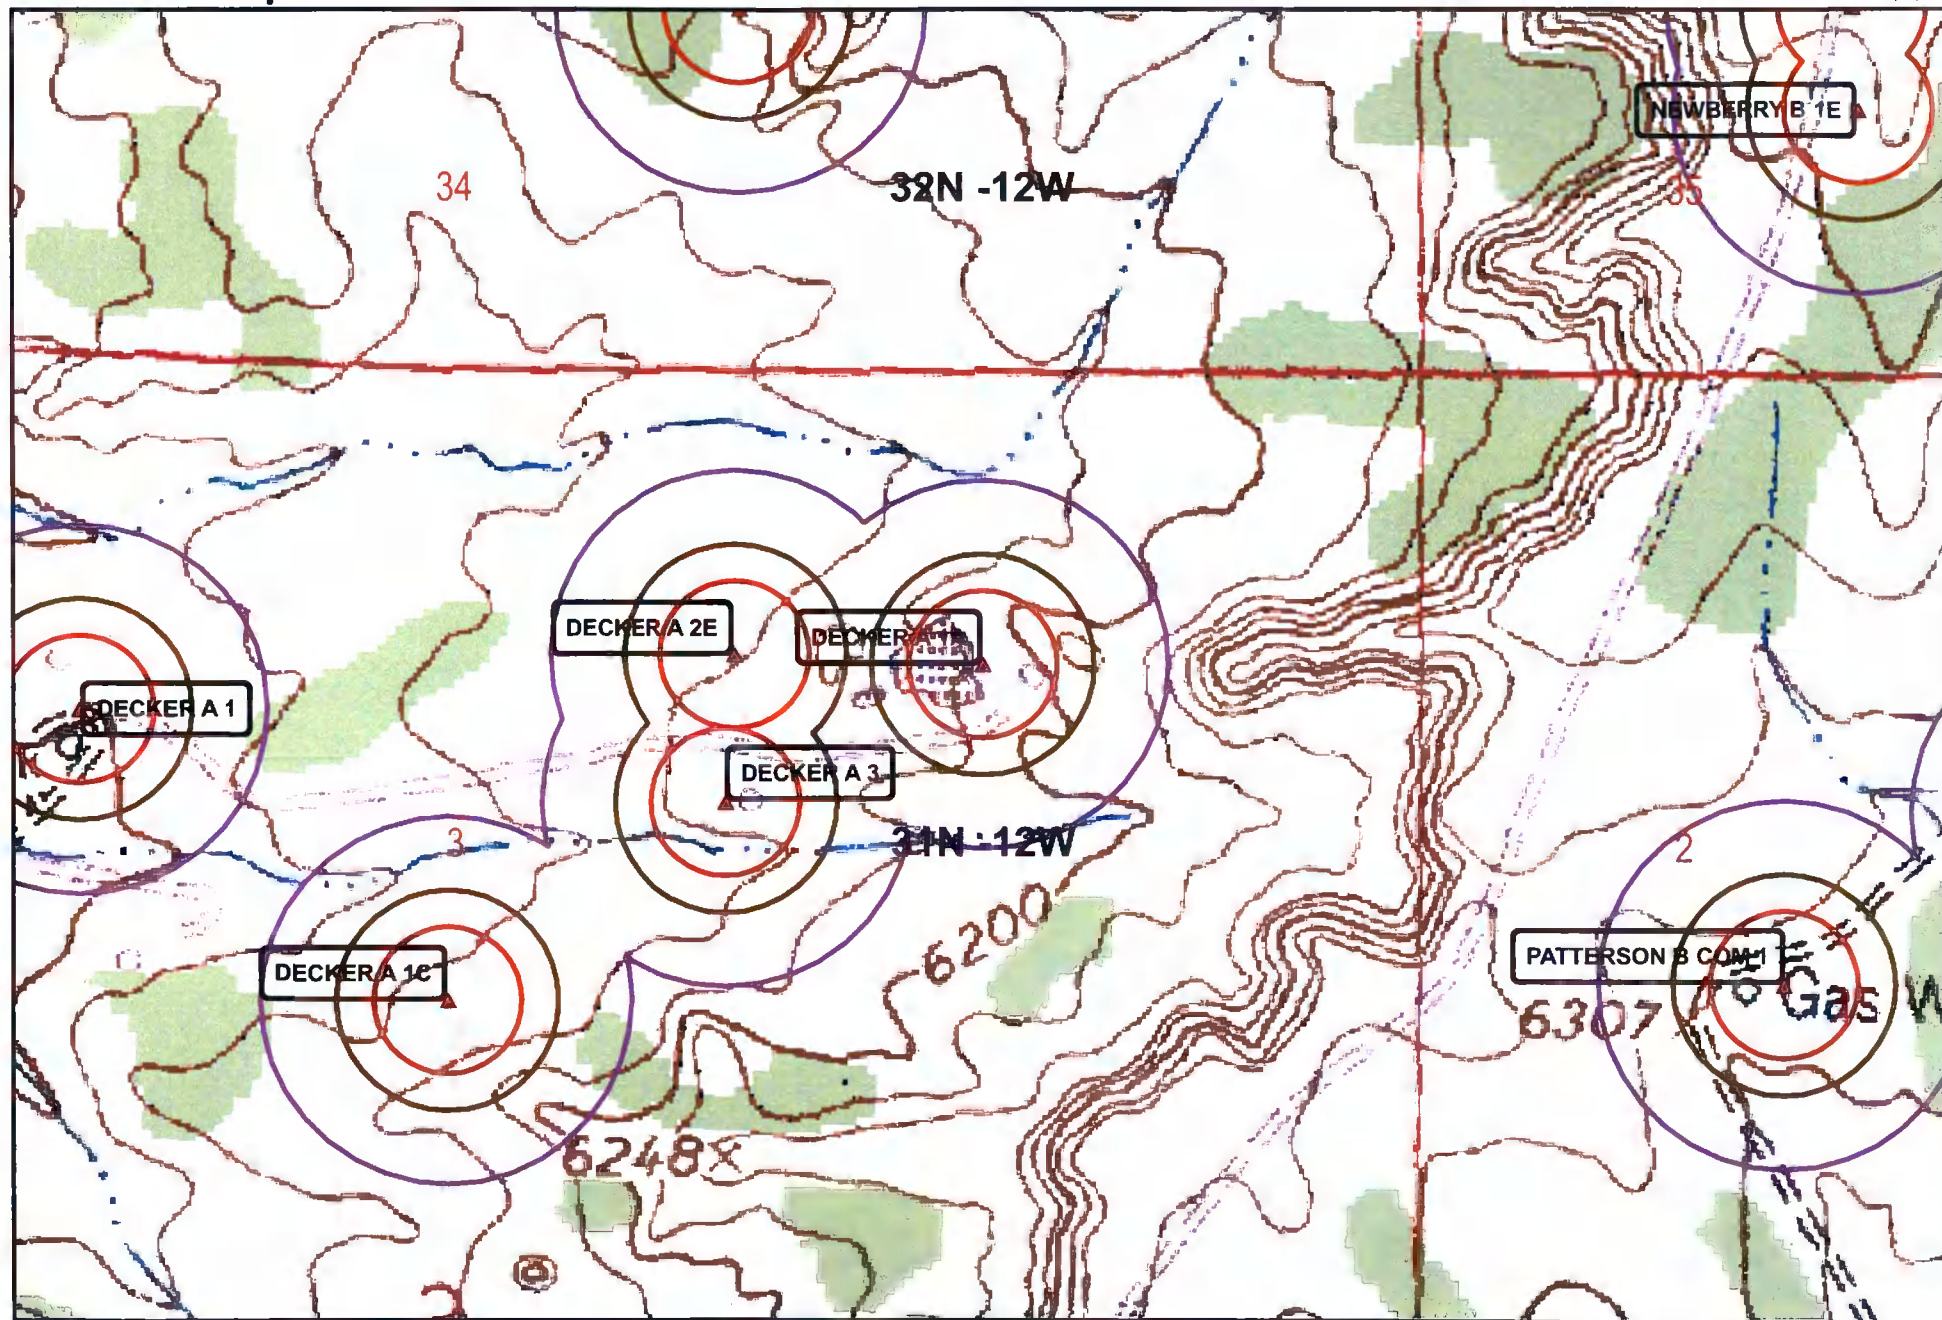 NEWBERRY B 1E
34
32N -12W
35
DECKER A 2E
DECKER A
DECKER A 1
DECKER A 3
3
31N -12W
2
6200
DECKER A 1C
PATTERSON B COM 1
Gas W
6307
6248X
3